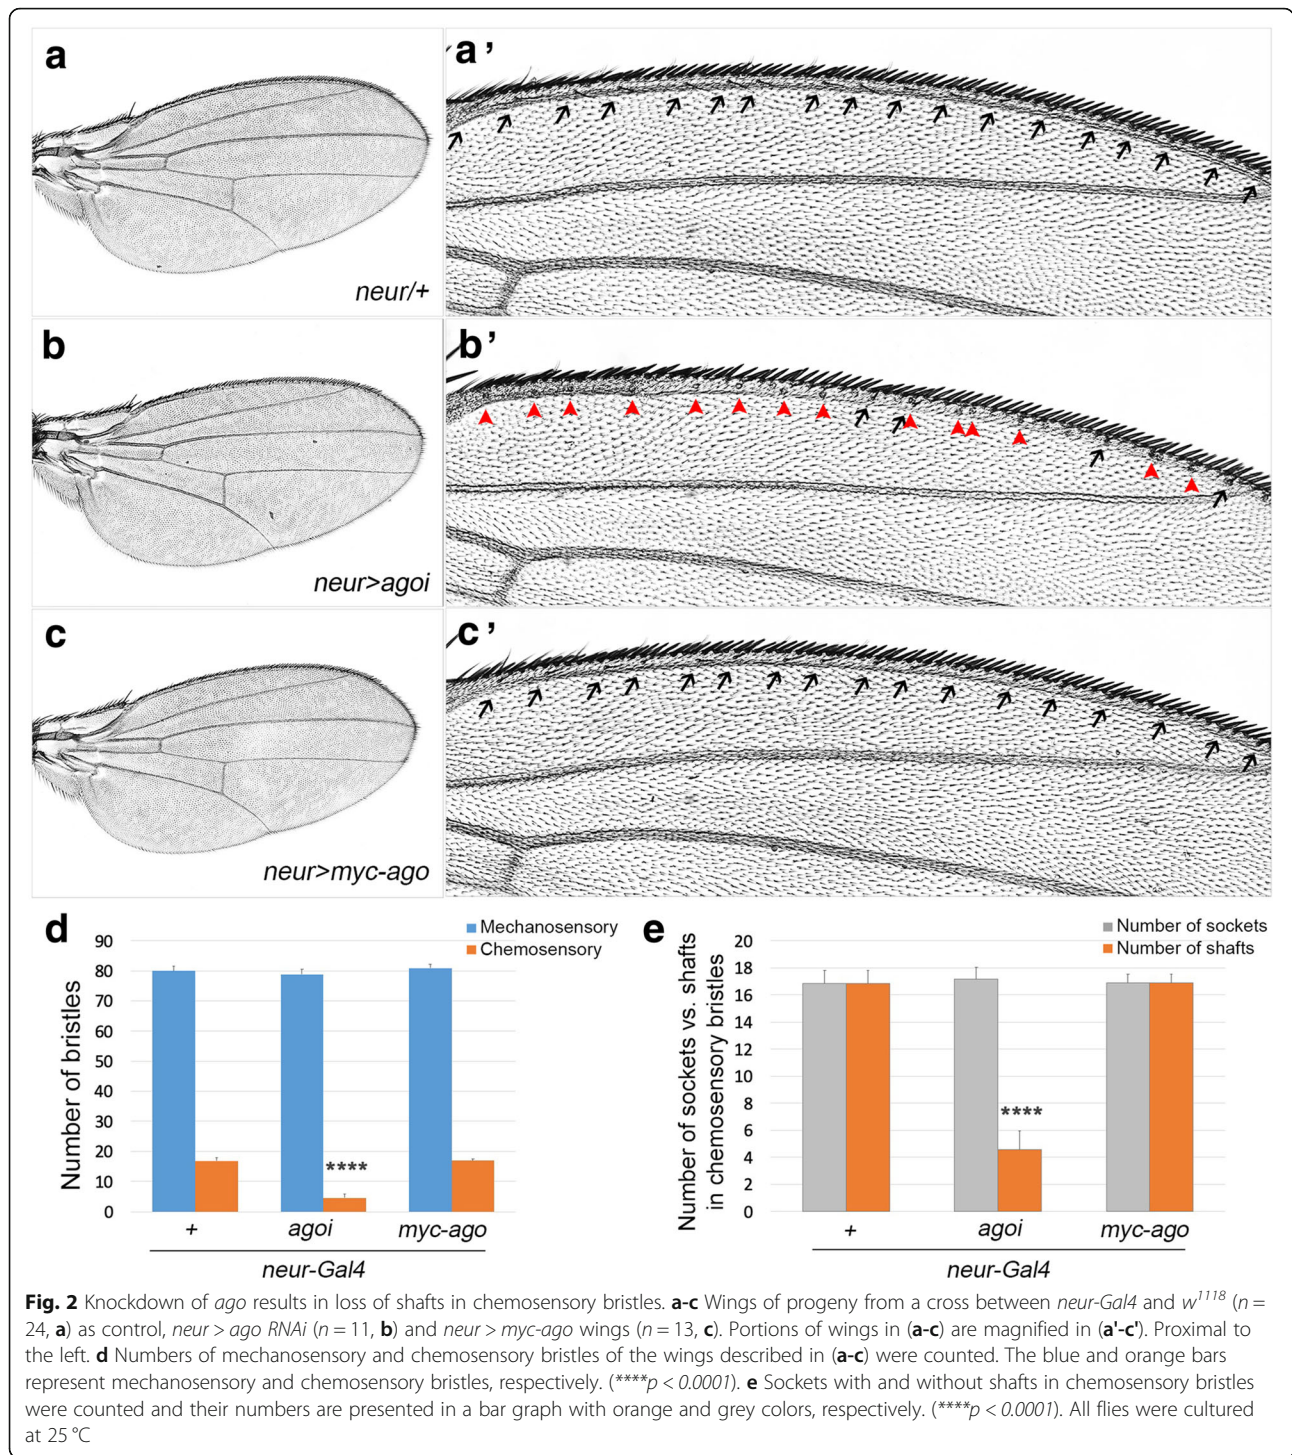 a
a'
neur/+
b
b'
neur>agoi
c
c'
neur>myc-ago
d
Mechanosensory
Chemosensory
Number of bristles
90
80
70
60
50
40
30
20
10
0
****
+
agoi
myc-ago
neur-Gal4
e
Number of sockets
Number of shafts
Number of sockets vs. shafts
in chemosensory bristles
20
18
16
14
12
10
8
6
4
2
0
****
+
agoi
myc-ago
neur-Gal4
Fig. 2 Knockdown of ago results in loss of shafts in chemosensory bristles. a-c Wings of progeny from a cross between neur-Gal4 and w1118 (n =
24, a) as control, neur > ago RNAi (n = 11, b) and neur > myc-ago wings (n = 13, c). Portions of wings in (a-c) are magnified in (a'-c'). Proximal to
the left. d Numbers of mechanosensory and chemosensory bristles of the wings described in (a-c) were counted. The blue and orange bars
represent mechanosensory and chemosensory bristles, respectively. (****p < 0.0001). e Sockets with and without shafts in chemosensory bristles
were counted and their numbers are presented in a bar graph with orange and grey colors, respectively. (****p < 0.0001). All flies were cultured
at 25 °C